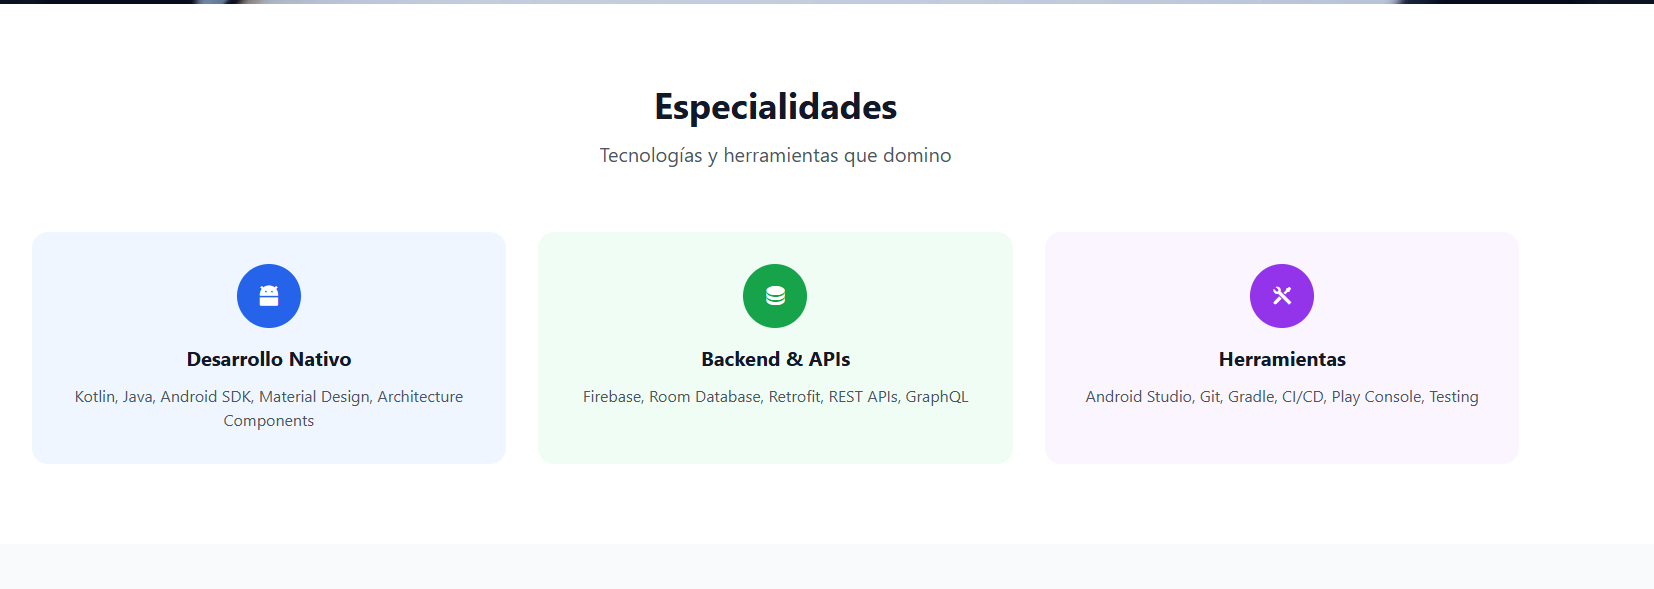 Especialidades
Tecnologías y herramientas que domino
Desarrollo Nativo
Kotlin, Java, Android SDK, Material Design, Architecture
Components
Backend & APIs
Firebase, Room Database, Retrofit, REST APIs, GraphQL
Herramientas
Android Studio, Git, Gradle, CI/CD, Play Console, Testing